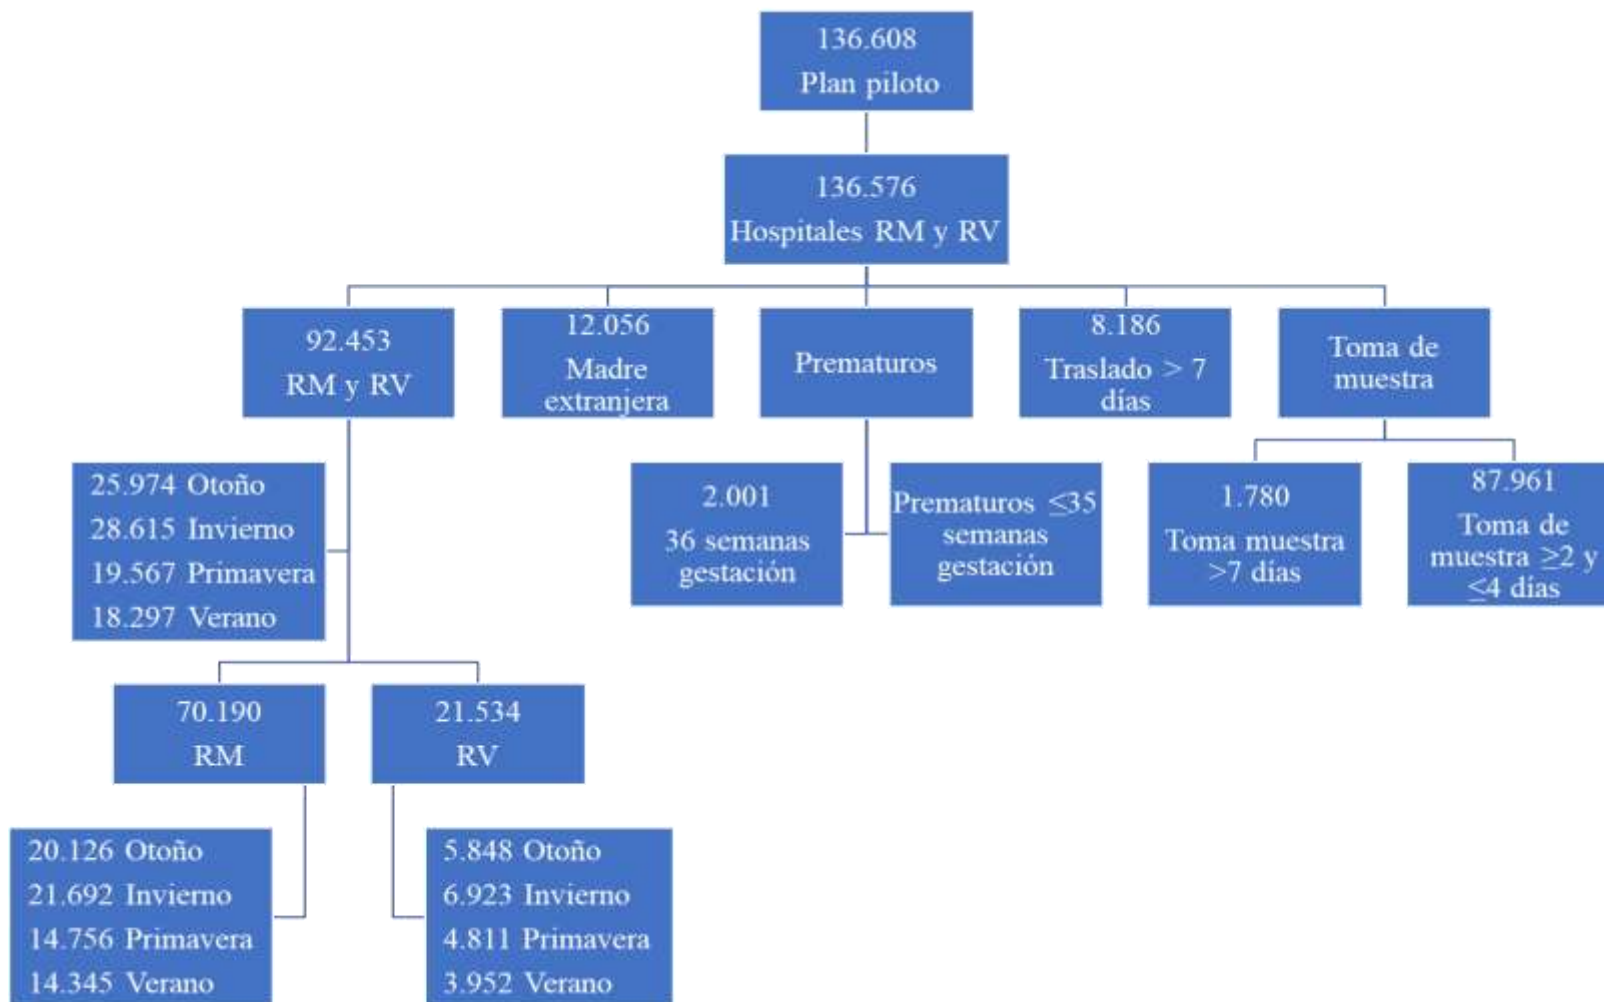 136.608
Plan piloto
136.576
Hospitales RM y RV
92.453
RM y RV
12.056
Madre
extranjera
Prematuros
8.186
Traslado > 7
días
Toma de
muestra
25.974 Otoño
28.615 Invierno
19.567 Primavera
18.297 Verano
2.001
36 semanas
gestación
Prematuros ≤35
semanas
gestación
1.780
Toma muestra
>7 días
87.961
Toma de
muestra ≥2 y
≤4 días
70.190
RM
21.534
RV
20.126 Otoño
21.692 Invierno
14.756 Primavera
14.345 Verano
5.848 Otoño
6.923 Invierno
4.811 Primavera
3.952 Verano